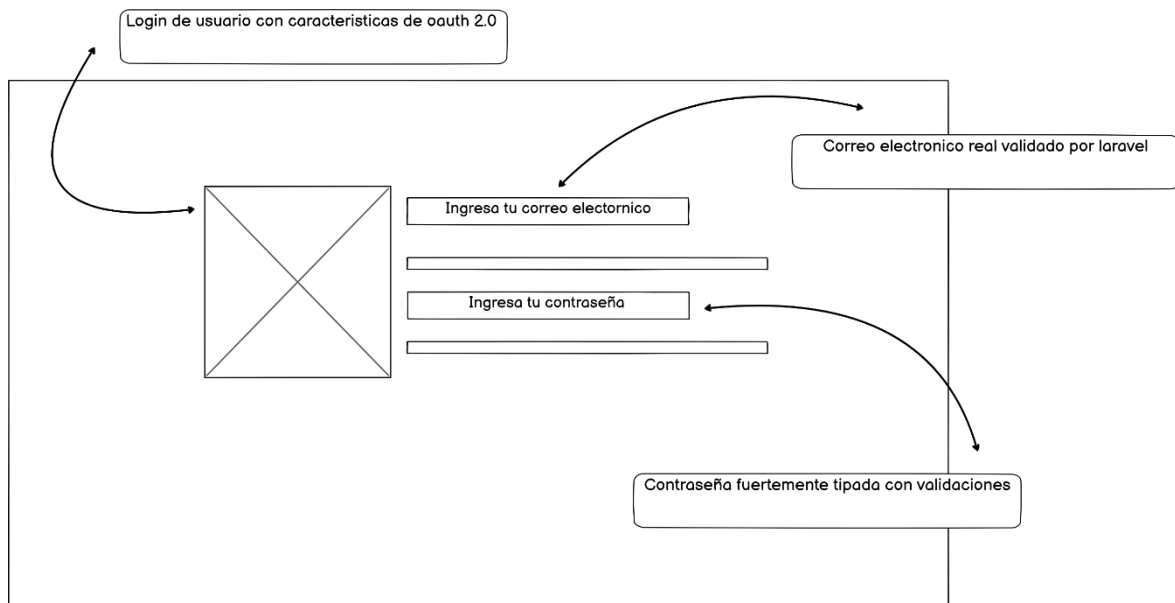 Login de usuario con caracteristicas de oauth 2.0
Correo electronico real validado por laravel
Ingresa tu correo electornico
Ingresa tu contraseña
Contraseña fuertemente tipada con validaciones